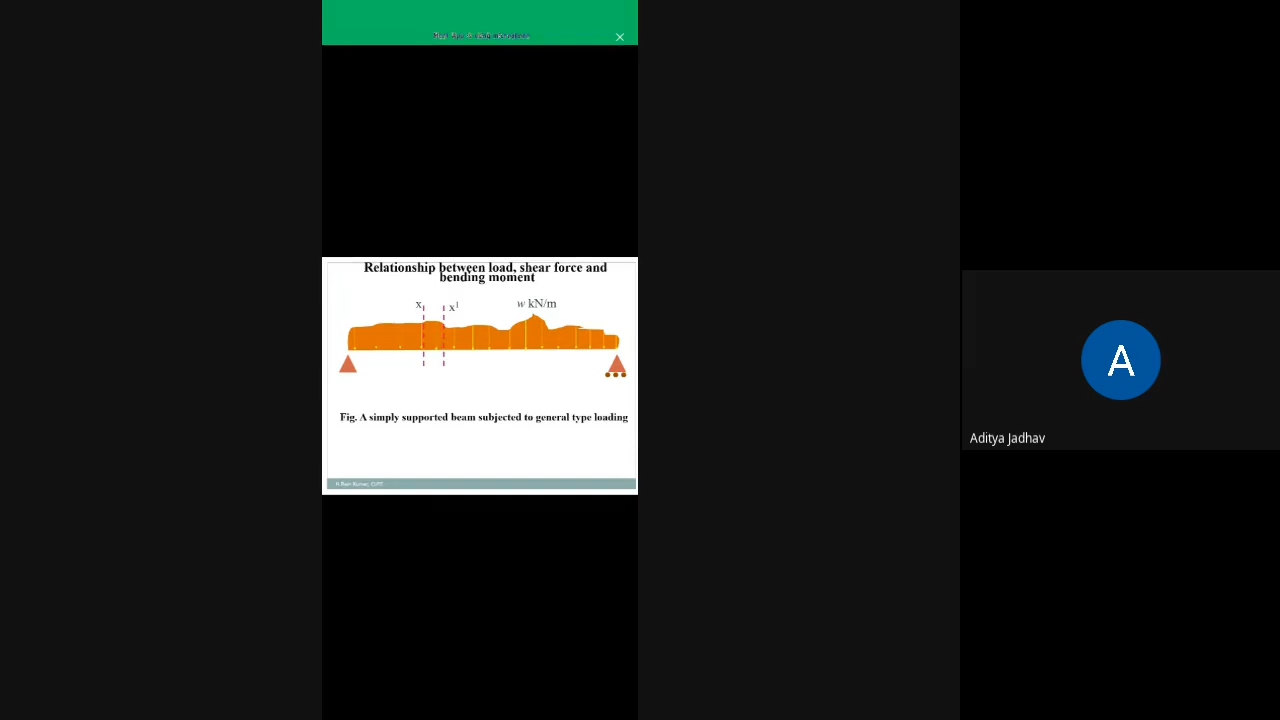 Relationship between load, shear force and
bending moment
x
x¹
w kN/m
Fig. A simply supported beam subjected to general type loading
A
Aditya Jadhav